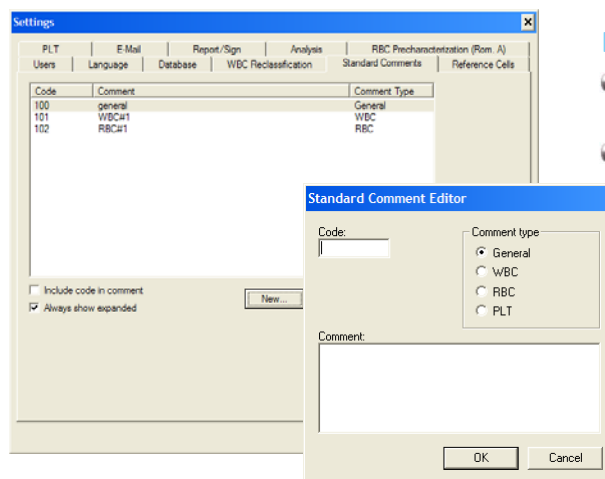 Settings
PLT E-Mail Report/Sign Analysis RBC Precharacterization (Rom. A)
Users Language Database WBC Reclassification Standard Comments Reference Cells
Code Comment Comment Type
100 general General
101 WBC#1 WBC
102 RBC#1 RBC
Include code in comment
Always show expanded
New...
Standard Comment Editor
Code:
Comment type
General
WBC
RBC
PLT
Comment:
OK Cancel